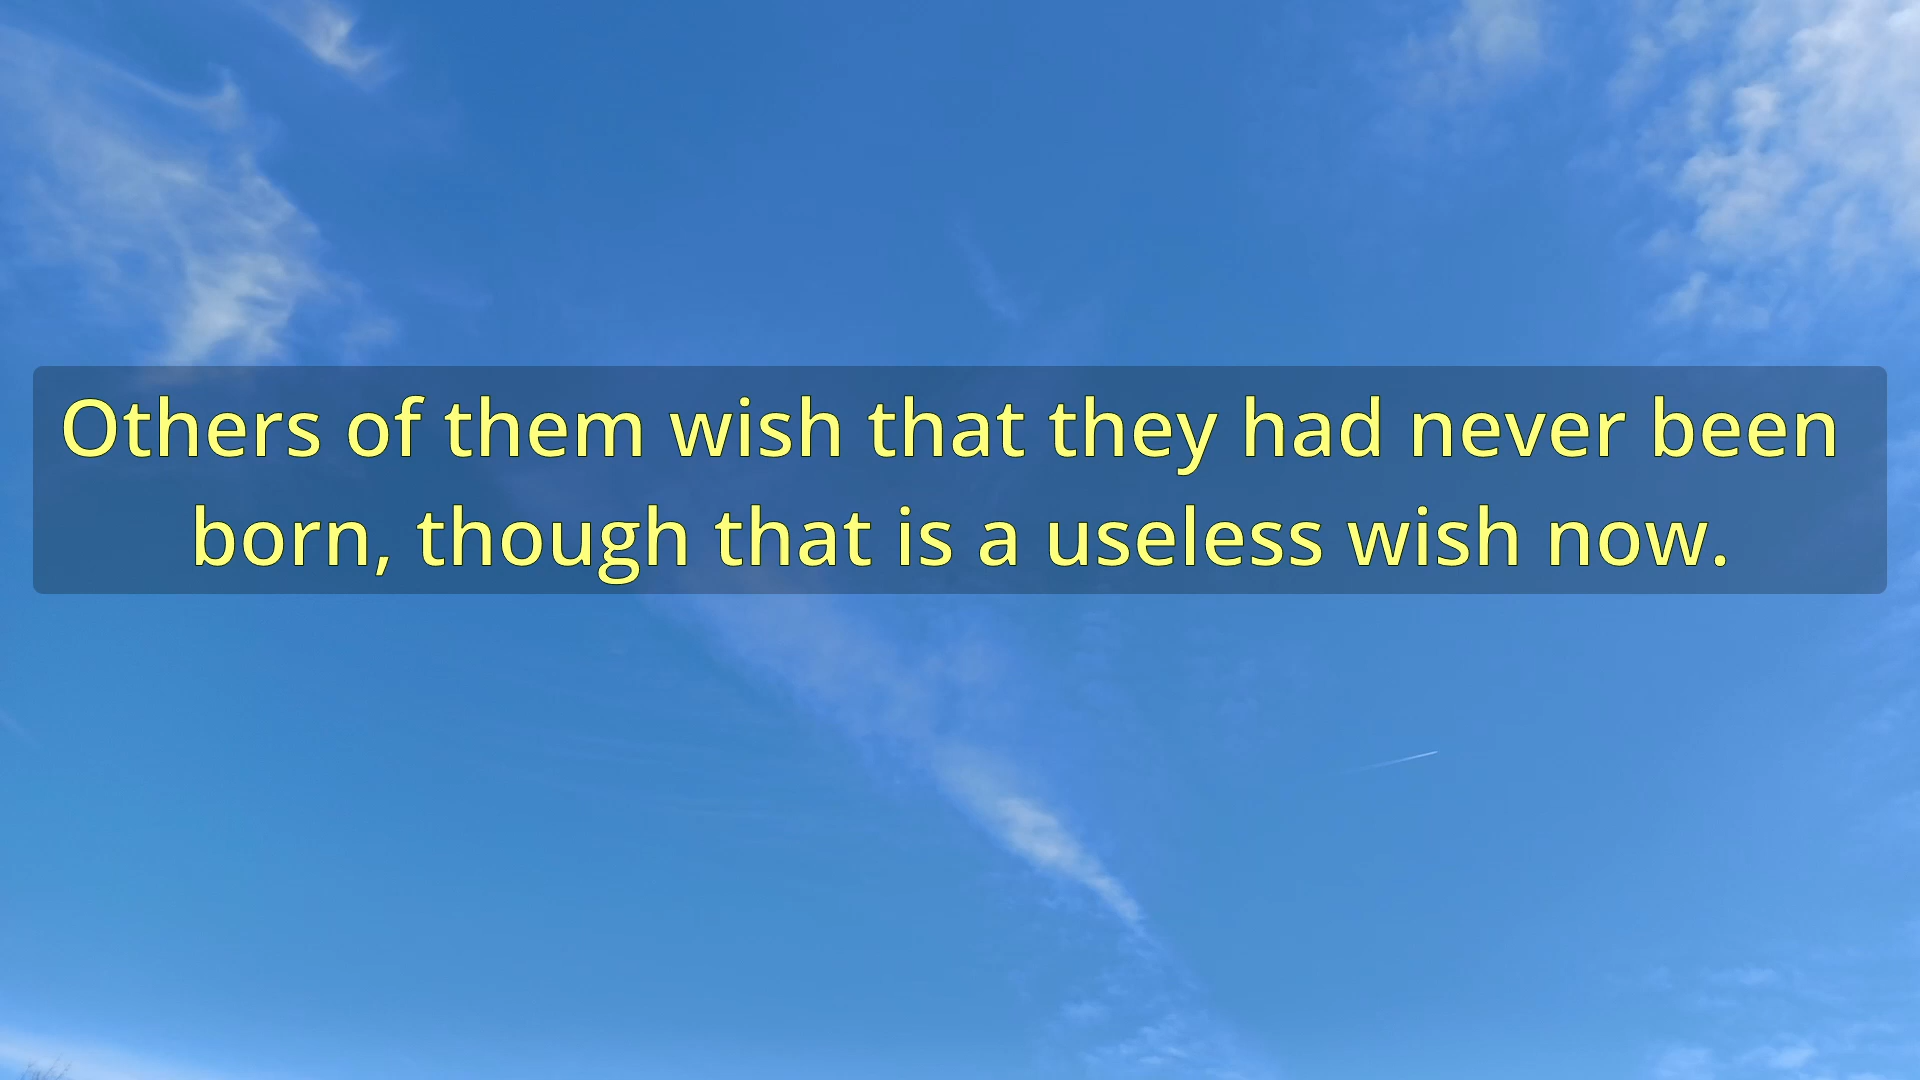 Others of them wish that they had never been
born, though that is a useless wish now.